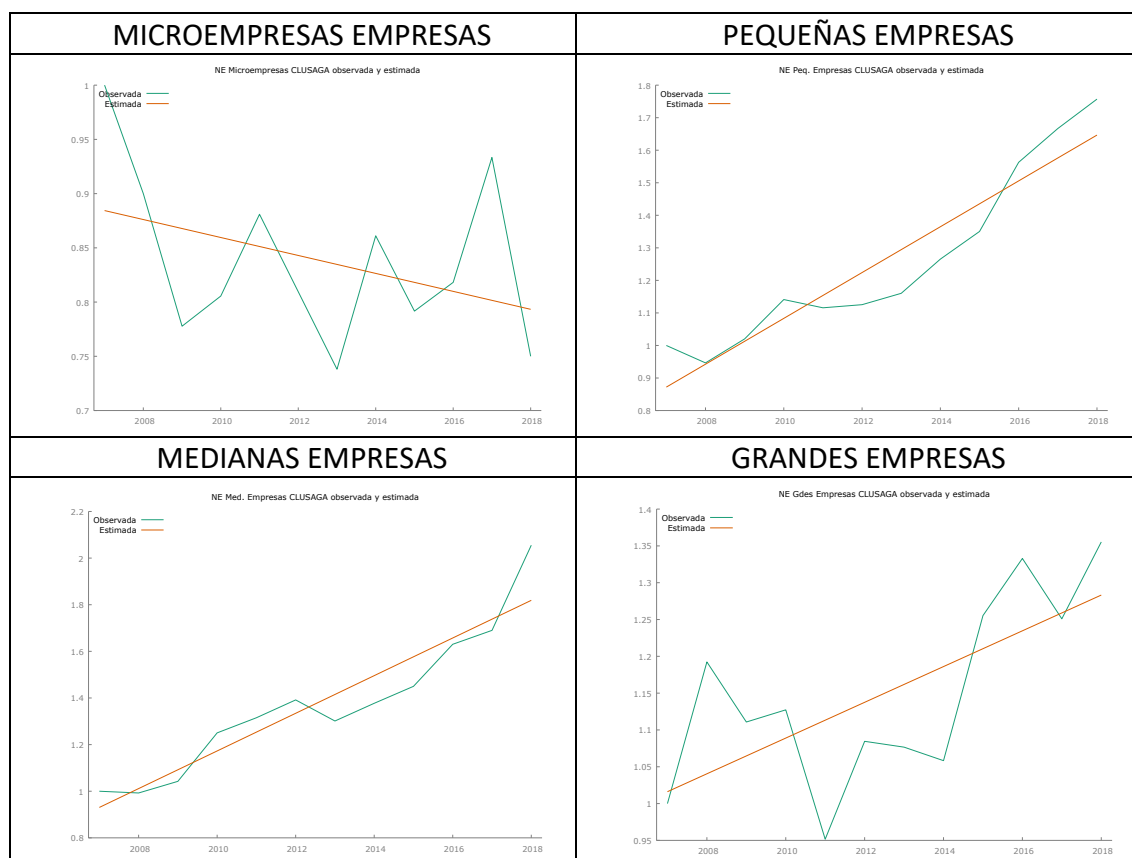 MICROEMPRESAS EMPRESAS
NE Microempresas CLUSAGA observada y estimada
Observada
Estimada
1
0.95
0.9
0.85
0.8
0.75
0.7
2008 2010 2012 2014 2016 2018
PEQUEÑAS EMPRESAS
NE Peq. Empresas CLUSAGA observada y estimada
Observada
Estimada
1.8
1.7
1.6
1.5
1.4
1.3
1.2
1.1
1
0.9
0.8
2008 2010 2012 2014 2016 2018
MEDIANAS EMPRESAS
NE Med. Empresas CLUSAGA observada y estimada
Observada
Estimada
2.2
2
1.8
1.6
1.4
1.2
1
0.8
2008 2010 2012 2014 2016 2018
GRANDES EMPRESAS
NE Gdes Empresas CLUSAGA observada y estimada
Observada
Estimada
1.4
1.35
1.3
1.25
1.2
1.15
1.1
1.05
1
0.95
2008 2010 2012 2014 2016 2018